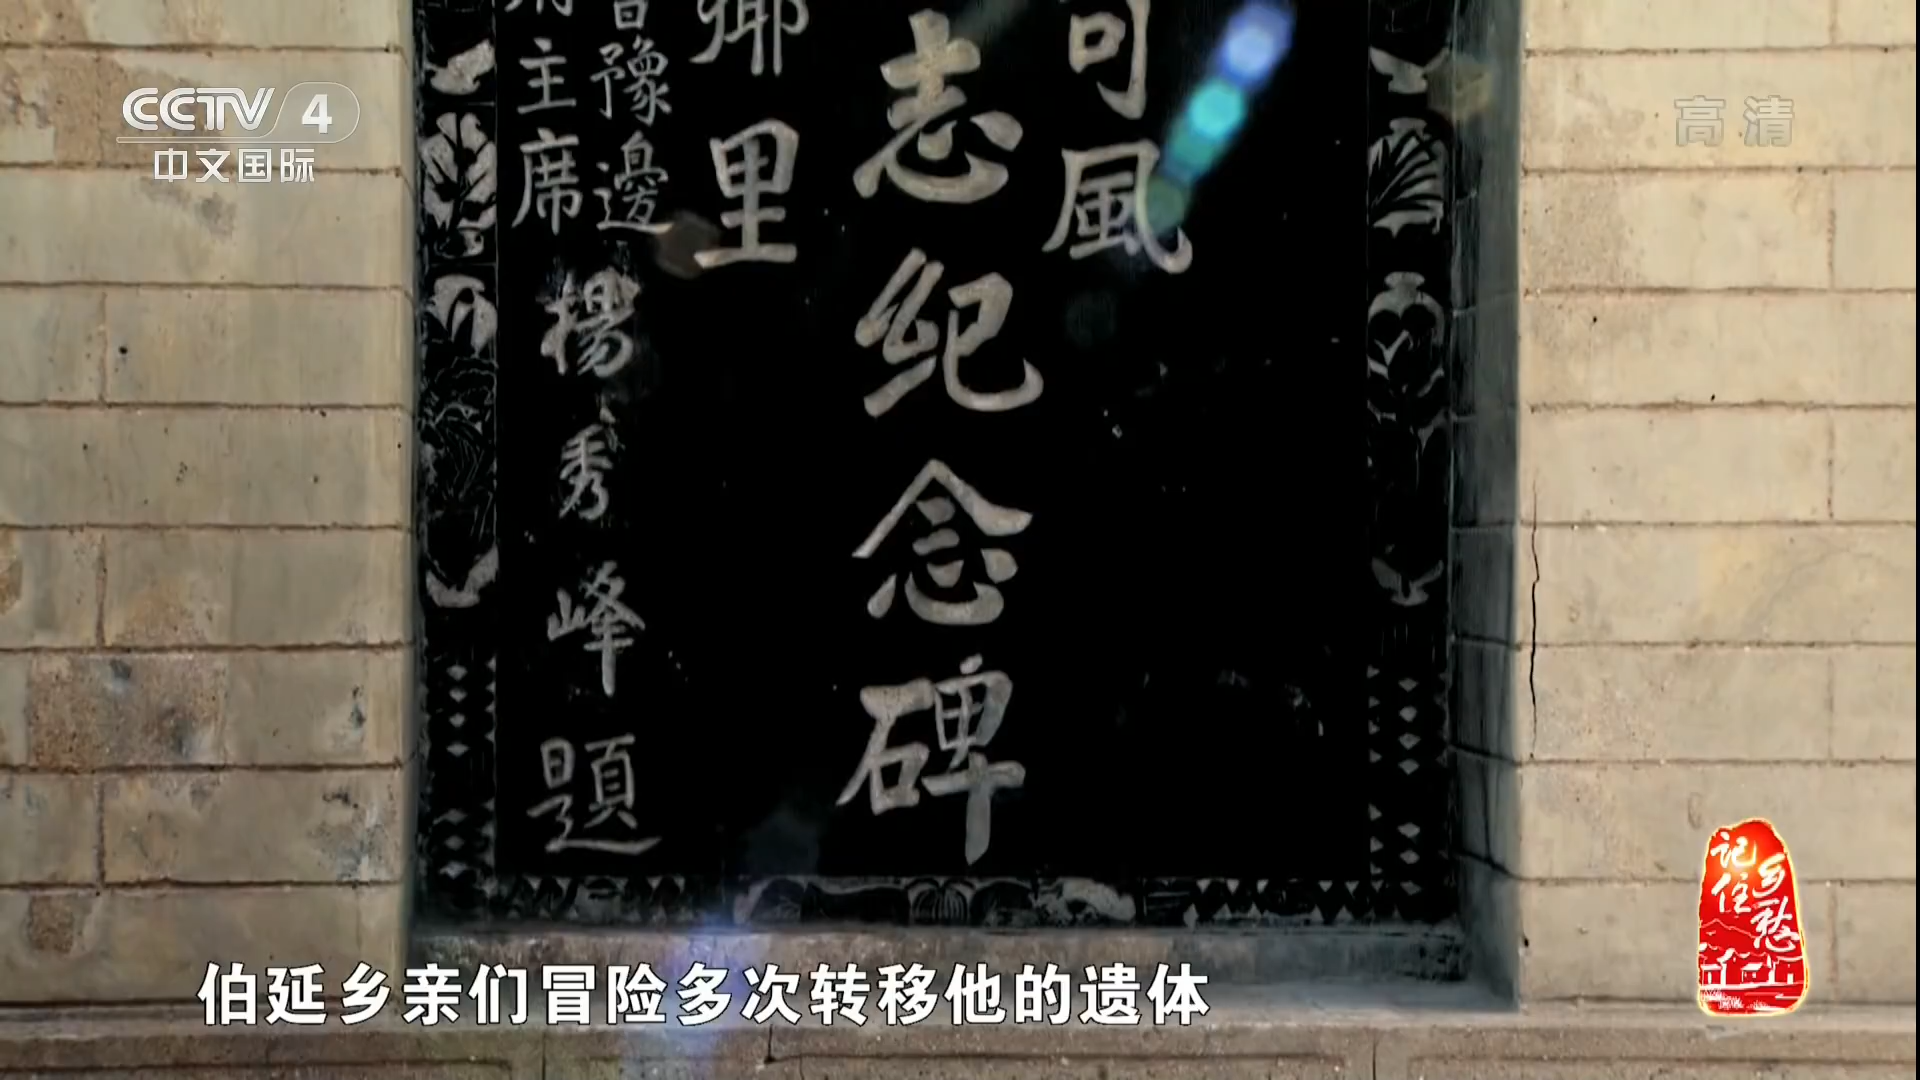 CCTV 4
中文国际
高清
可風
志纪念碑
鄉里
晋豫邊
主席
楊秀峰題
记住乡愁
伯延乡亲们冒险多次转移他的遗体